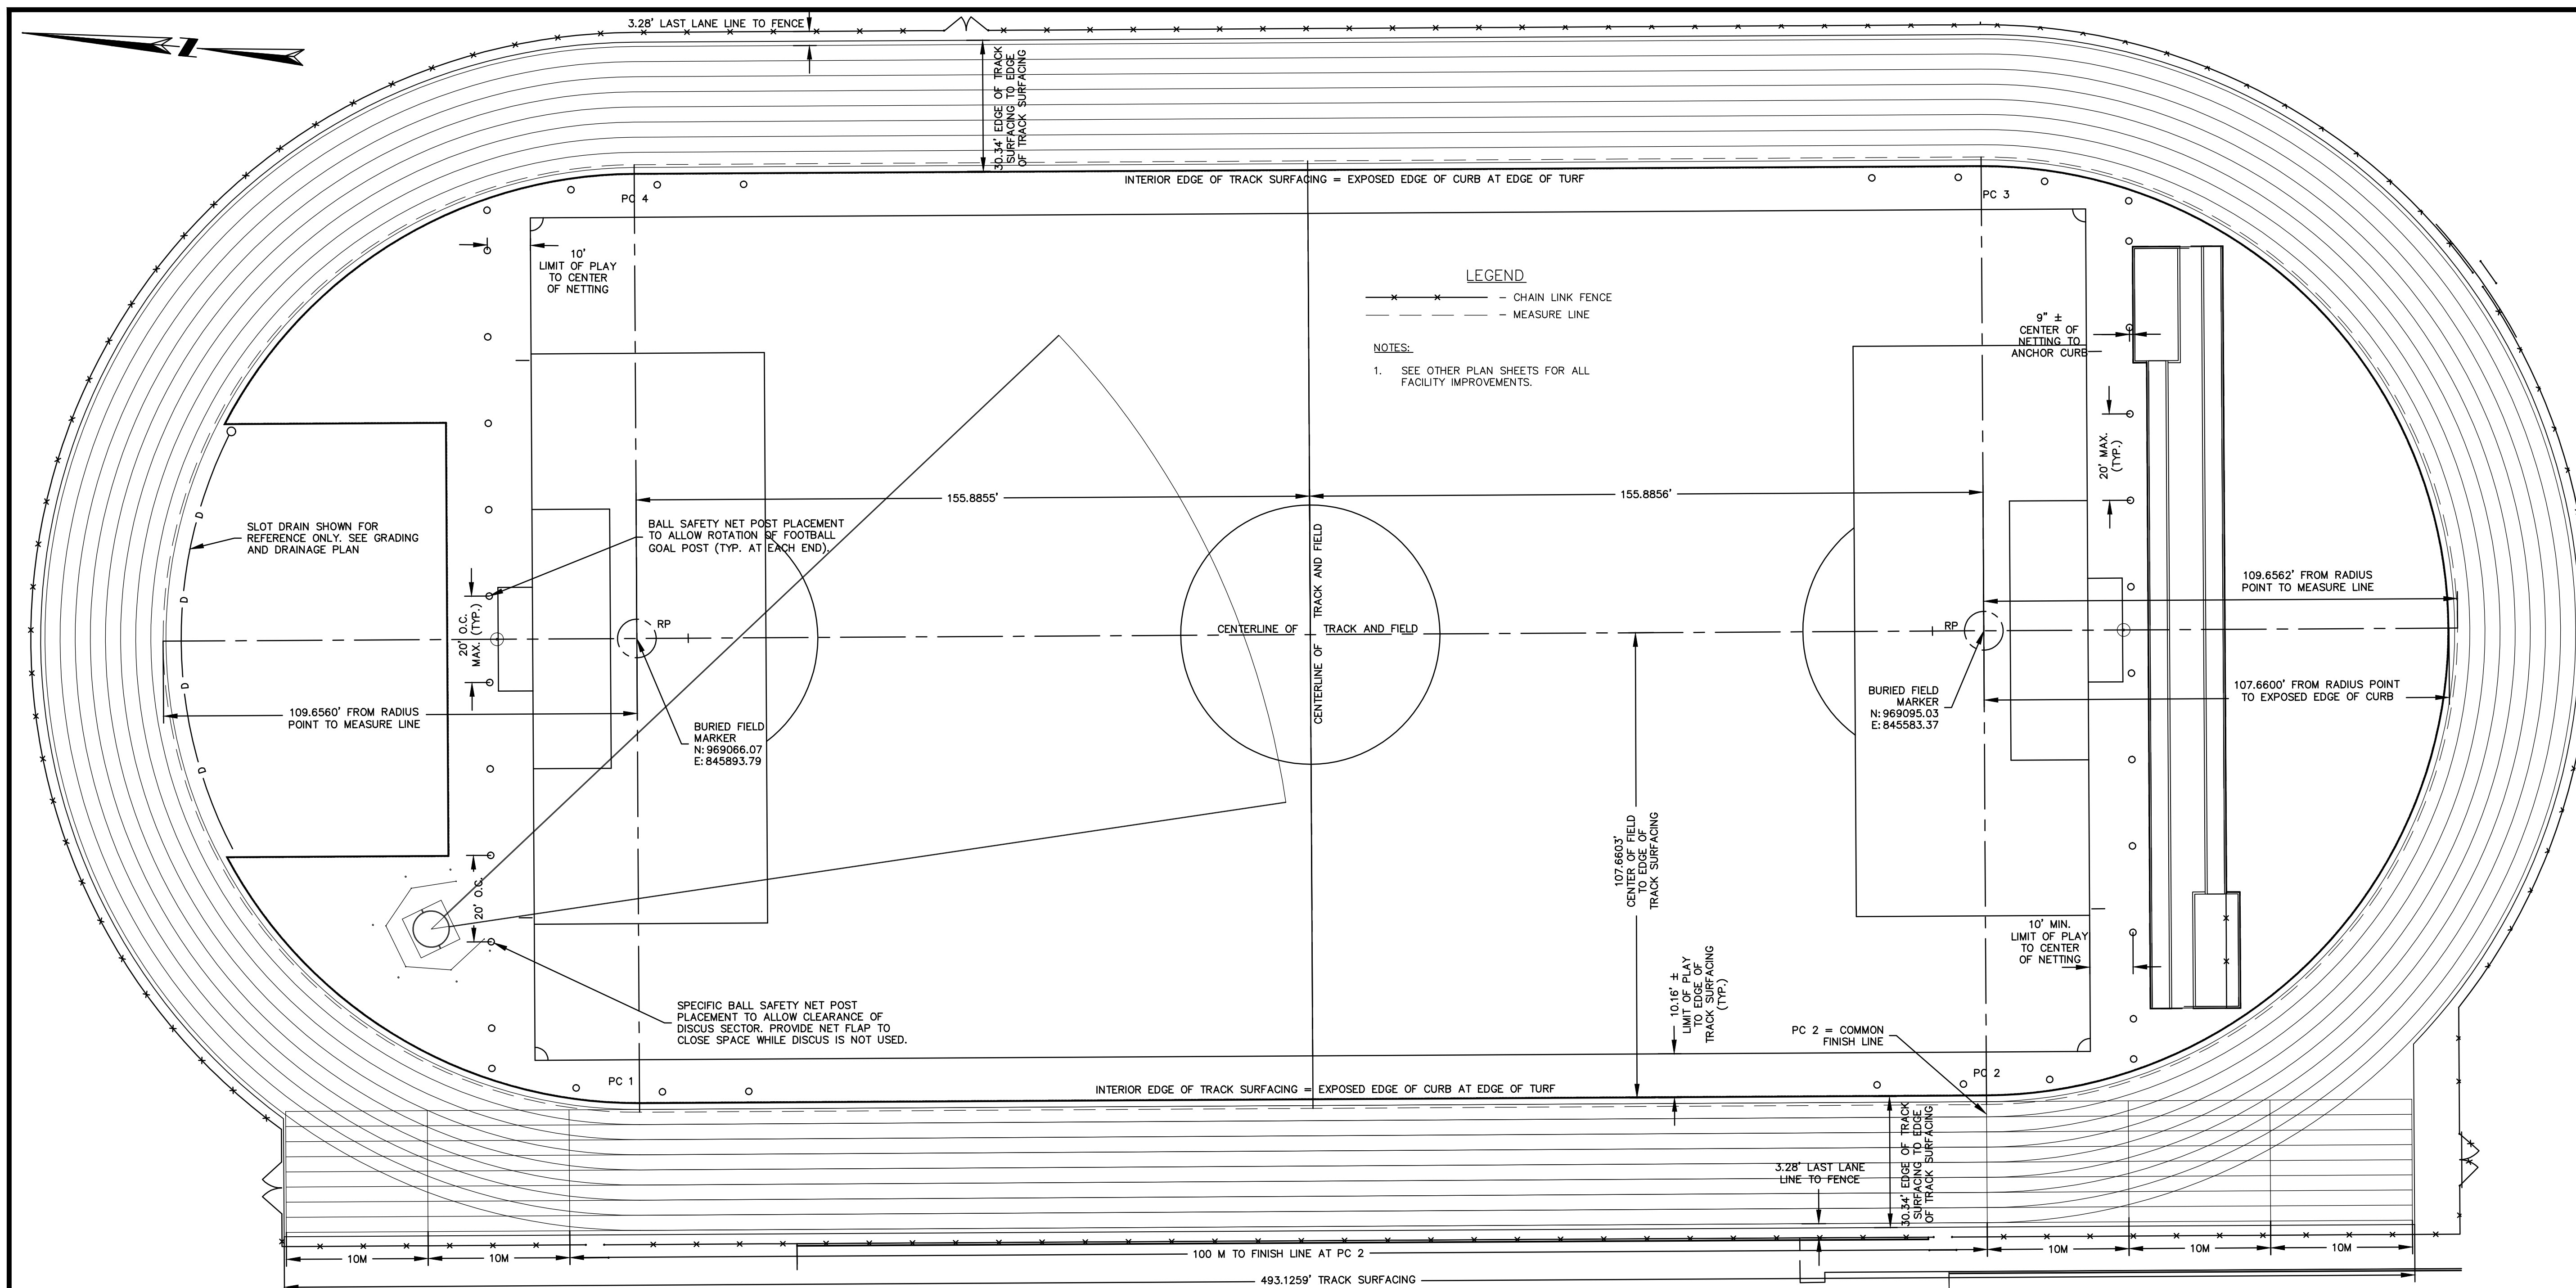 3.28' LAST LANE LINE TO FENCE
Z
30.34' EDGE OF TRACK
SURFACING TO EDGE
OF TRACK SURFACING
INTERIOR EDGE OF TRACK SURFACING = EXPOSED EDGE OF CURB AT EDGE OF TURF
PC 4
PC 3
10'
LIMIT OF PLAY
TO CENTER
OF NETTING
LEGEND
x x - CHAIN LINK FENCE
- MEASURE LINE
NOTES:
1. SEE OTHER PLAN SHEETS FOR ALL
FACILITY IMPROVEMENTS.
9" ±
CENTER OF
NETTING TO
ANCHOR CURB
20' MAX.
(TYP.)
155.8855'
155.8856'
SLOT DRAIN SHOWN FOR
REFERENCE ONLY. SEE GRADING
AND DRAINAGE PLAN
D
D
D
D
BALL SAFETY NET POST PLACEMENT
TO ALLOW ROTATION OF FOOTBALL
GOAL POST (TYP. AT EACH END).
20' O.C.
MAX. (TYP.)
CENTERLINE OF TRACK AND FIELD
CENTERLINE OF TRACK AND FIELD
RP
RP
109.6562' FROM RADIUS
POINT TO MEASURE LINE
109.6560' FROM RADIUS
POINT TO MEASURE LINE
107.6600' FROM RADIUS POINT
TO EXPOSED EDGE OF CURB
BURIED FIELD
MARKER
N: 969066.07
E: 845893.79
BURIED FIELD
MARKER
N: 969095.03
E: 845583.37
107.6603'
CENTER OF FIELD
TO EDGE OF
TRACK SURFACING
20' O.C.
10' MIN.
LIMIT OF PLAY
TO CENTER
OF NETTING
10.16' ±
LIMIT OF PLAY
TO EDGE OF
TRACK SURFACING
(TYP.)
SPECIFIC BALL SAFETY NET POST
PLACEMENT TO ALLOW CLEARANCE OF
DISCUS SECTOR. PROVIDE NET FLAP TO
CLOSE SPACE WHILE DISCUS IS NOT USED.
PC 2 = COMMON
FINISH LINE
PC 1
PC 2
INTERIOR EDGE OF TRACK SURFACING = EXPOSED EDGE OF CURB AT EDGE OF TURF
3.28' LAST LANE
LINE TO FENCE
30.34' EDGE OF TRACK
SURFACING TO EDGE
OF TRACK SURFACING
10M
10M
100 M TO FINISH LINE AT PC 2
10M
10M
10M
493.1259' TRACK SURFACING